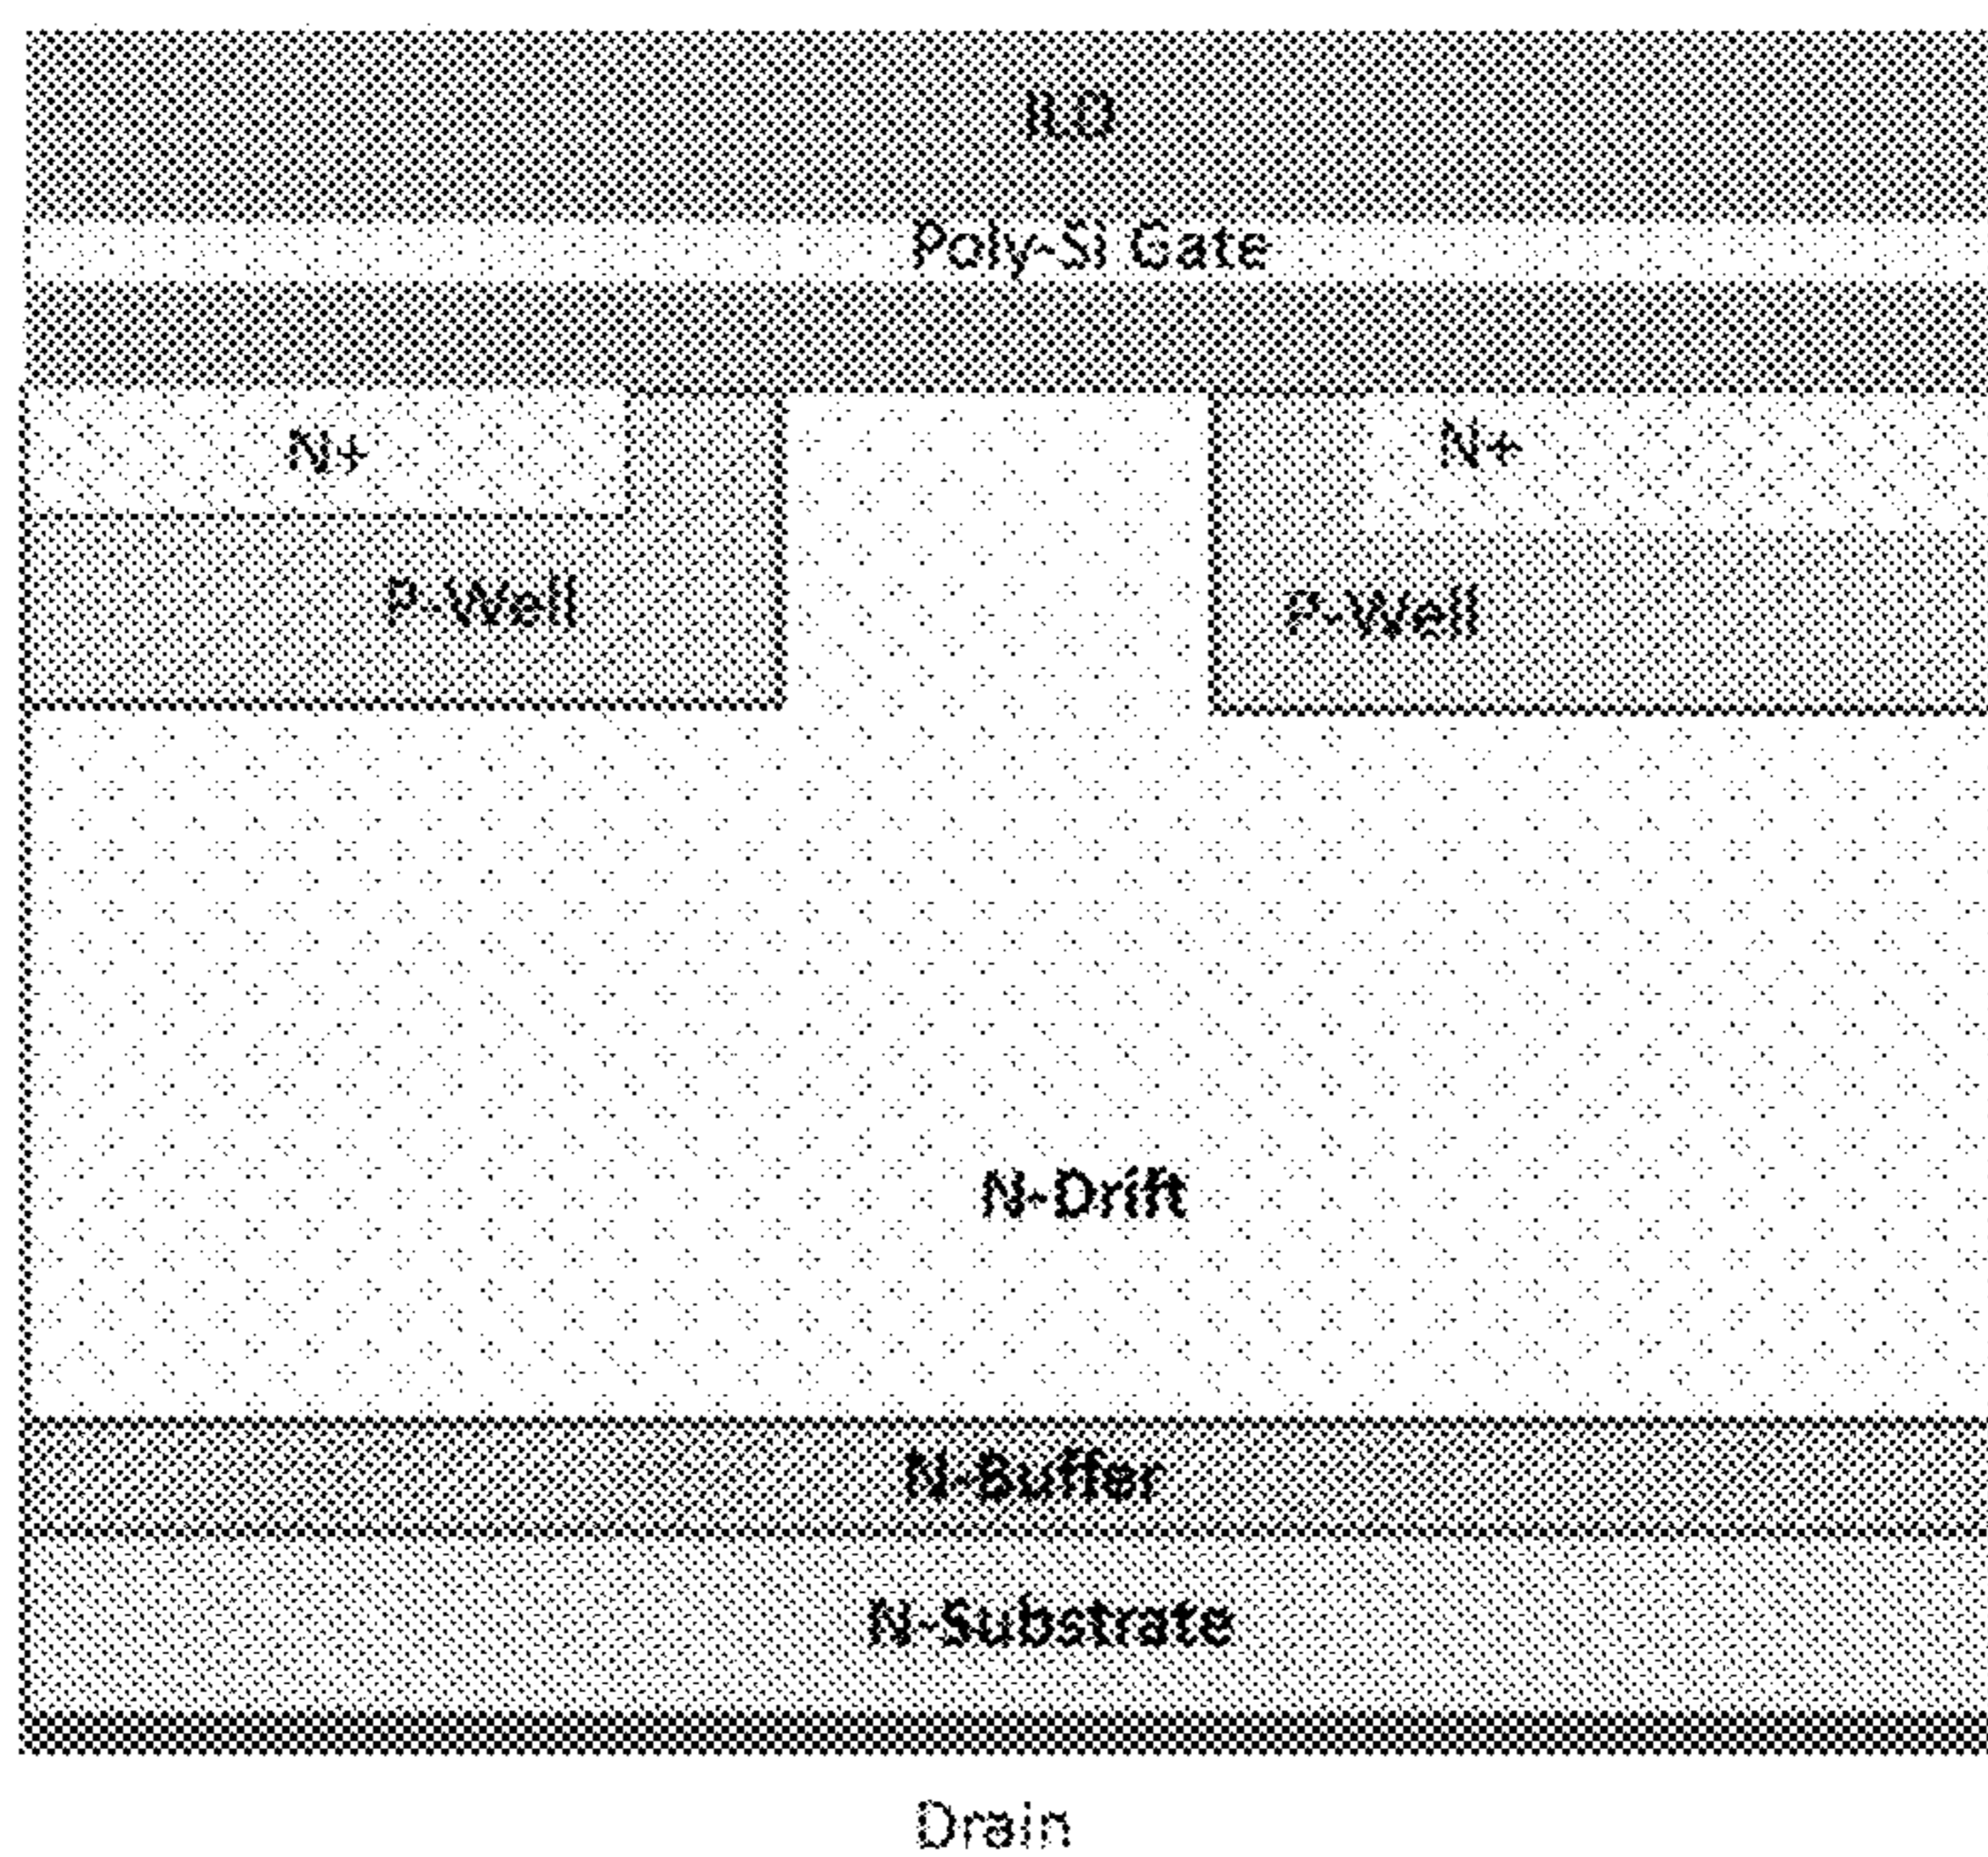 ILD
Poly-Si Gate
N+ N+
P-Well P-Well
N-Drift
N-Buffer
N-Substrate
Drain